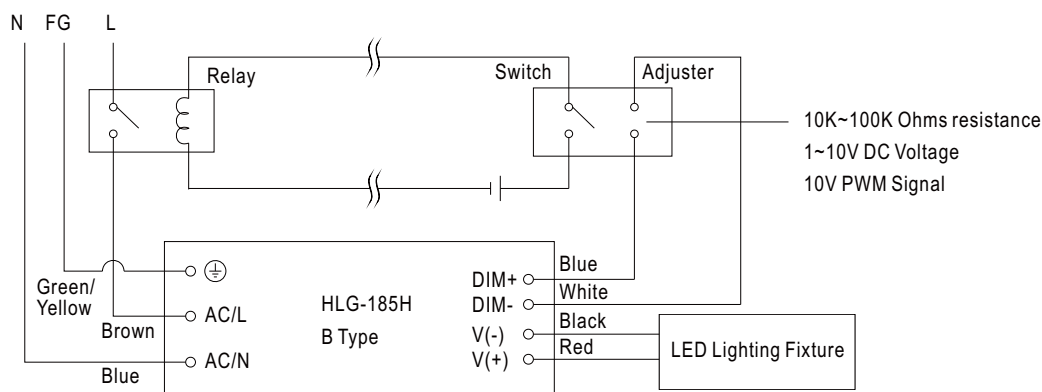 N FG L
Relay
Switch
Adjuster
10K~100K Ohms resistance
1~10V DC Voltage
10V PWM Signal
Green/
Yellow
Brown
Blue
AC/L
AC/N
HLG-185H
B Type
DIM+
DIM-
V(-)
V(+)
Blue
White
Black
Red
LED Lighting Fixture